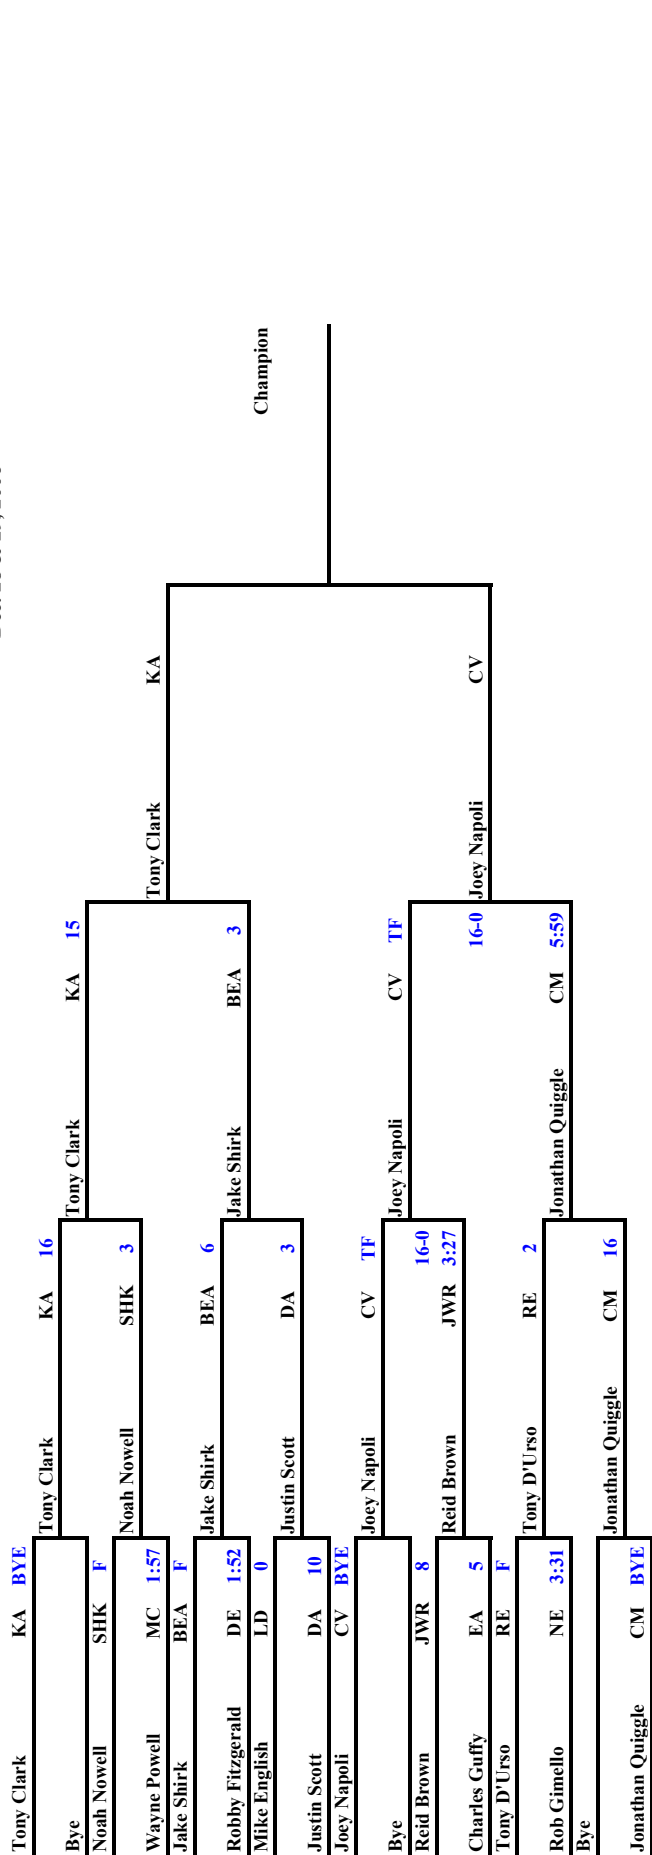 Tony Clark KA BYE
Bye
Noah Nowell SHK F
Wayne Powell MC 1:57
Jake Shirk BEA F
Robby Fitzgerald DE 1:52
Mike English LD 0
Justin Scott DA 10
Joey Napoli CV BYE
Bye
Reid Brown JWR 8
Charles Guffy EA 5
Tony D'Urso RE F
Rob Gimello NE 3:31
Bye
Jonathan Quiggle CM BYE
Tony Clark KA 16
Noah Nowell SHK 3
Jake Shirk BEA 6
Justin Scott DA 3
Joey Napoli CV TF
16-0
Reid Brown JWR 3:27
Tony D'Urso RE 2
Jonathan Quiggle CM 16
Tony Clark KA 15
Jake Shirk BEA 3
Joey Napoli CV TF
16-0
Jonathan Quiggle CM 5:59
Tony Clark KA
Joey Napoli CV
Champion